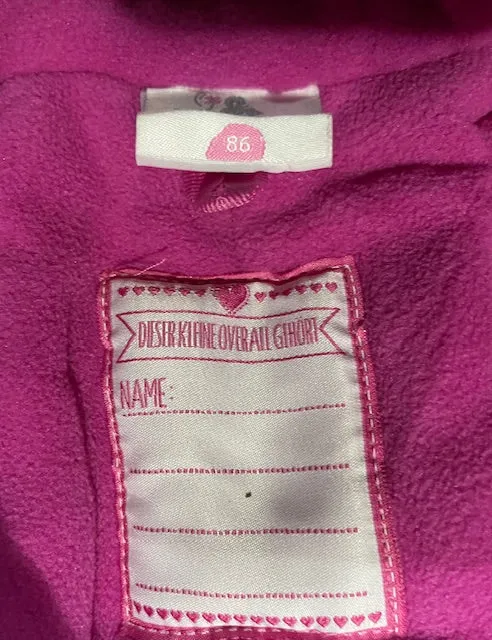 86
DIESER KLEINE OVERALL GEHÖRT
NAME: